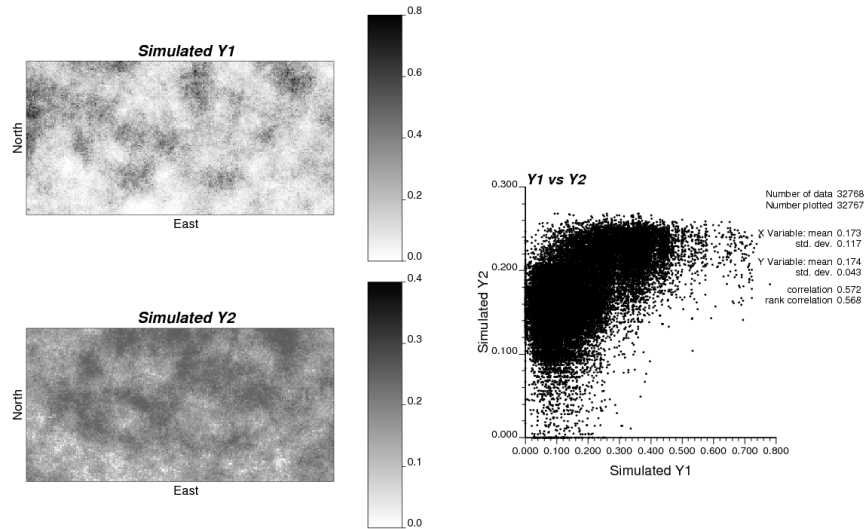 Simulated Y1
North
East
0.8
0.6
0.4
0.2
0.0
Simulated Y2
North
East
0.4
0.3
0.2
0.1
0.0
Y1 vs Y2
Number of data 32768
Number plotted 32767
X Variable: mean 0.173
std. dev. 0.117
Y Variable: mean 0.174
std. dev. 0.043
correlation 0.572
rank correlation 0.568
Simulated Y2
0.300
0.200
0.100
0.000
0.000 0.100 0.200 0.300 0.400 0.500 0.600 0.700 0.800
Simulated Y1